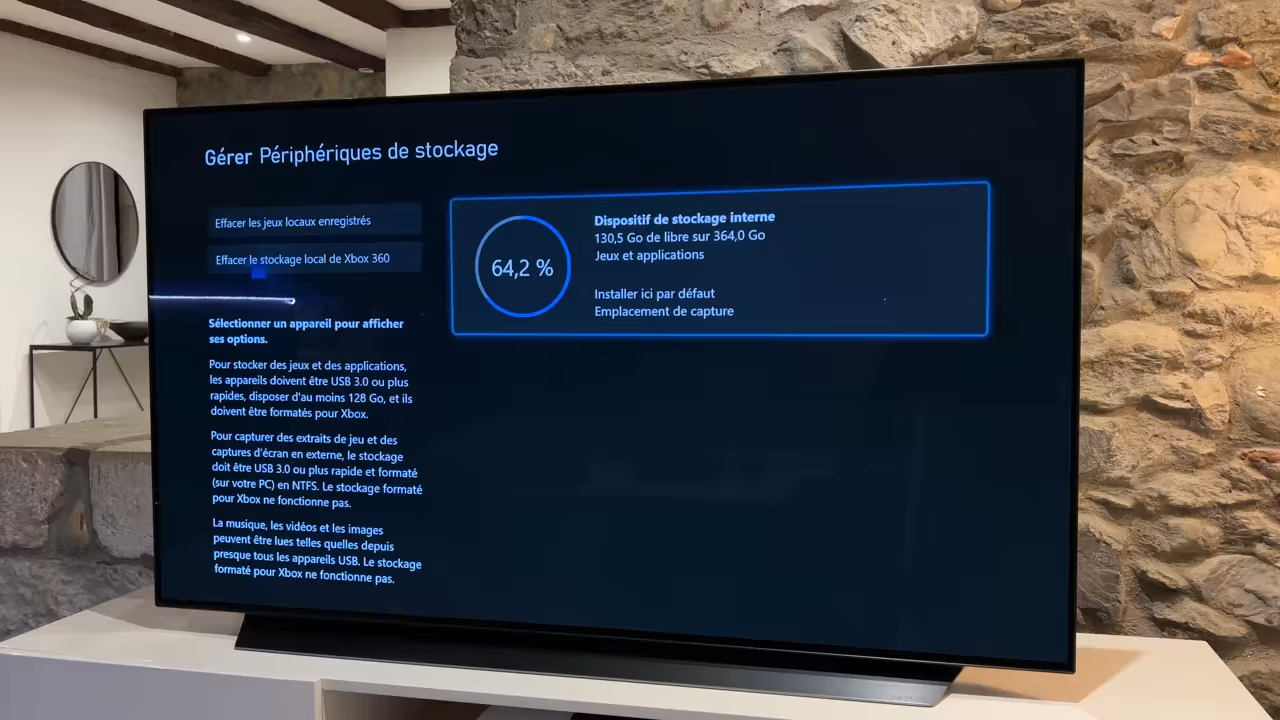 Gérer Périphériques de stockage
Effacer les jeux locaux enregistrés
Effacer le stockage local de Xbox 360
Sélectionner un appareil pour afficher
ses options.
Pour stocker des jeux et des applications,
les appareils doivent être USB 3.0 ou plus
rapides, disposer d'au moins 128 Go, et ils
doivent être formatés pour Xbox.
Pour capturer des extraits de jeu et des
captures d'écran en externe, le stockage
doit être USB 3.0 ou plus rapide et formaté
(sur votre PC) en NTFS. Le stockage formaté
pour Xbox ne fonctionne pas.
La musique, les vidéos et les images
peuvent être lues telles quelles depuis
presque tous les appareils USB. Le stockage
formaté pour Xbox ne fonctionne pas.
64,2 %
Dispositif de stockage interne
130,5 Go de libre sur 364,0 Go
Jeux et applications
Installer ici par défaut
Emplacement de capture